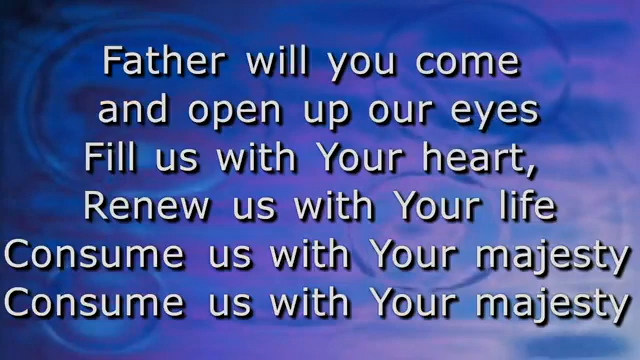 Father will you come
and open up our eyes
Fill us with Your heart,
Renew us with Your life
Consume us with Your majesty
Consume us with Your majesty